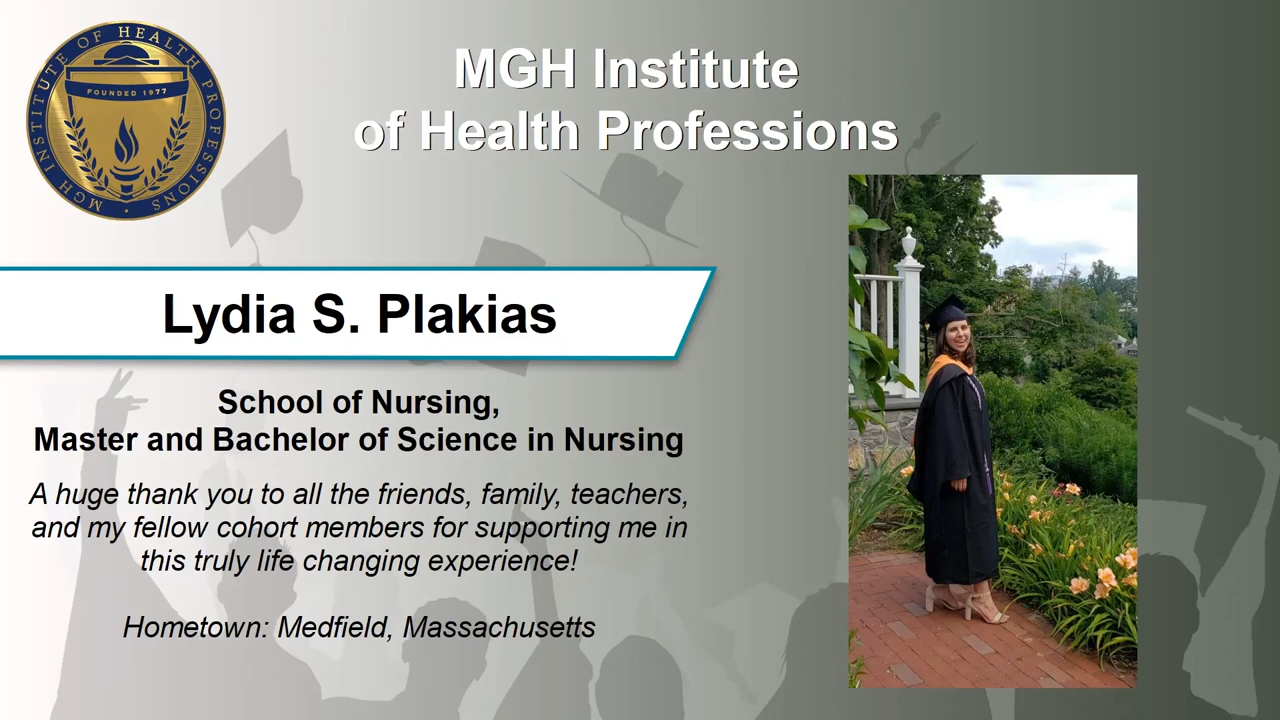 MGH INSTITUTE OF HEALTH PROFESSIONS
FOUNDED 1977
MGH Institute
of Health Professions
Lydia S. Plakias
School of Nursing,
Master and Bachelor of Science in Nursing
A huge thank you to all the friends, family, teachers,
and my fellow cohort members for supporting me in
this truly life changing experience!
Hometown: Medfield, Massachusetts